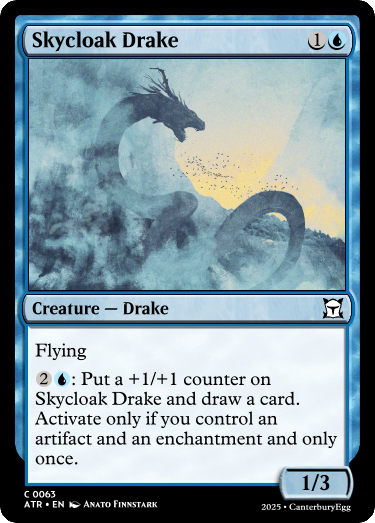 Skycloak Drake 1
Creature — Drake
Flying
2: Put a +1/+1 counter on
Skycloak Drake and draw a card.
Activate only if you control an
artifact and an enchantment and only
once.
1/3
C 0063
ATR • EN Anato Finnstark
2025 • CanterburyEgg